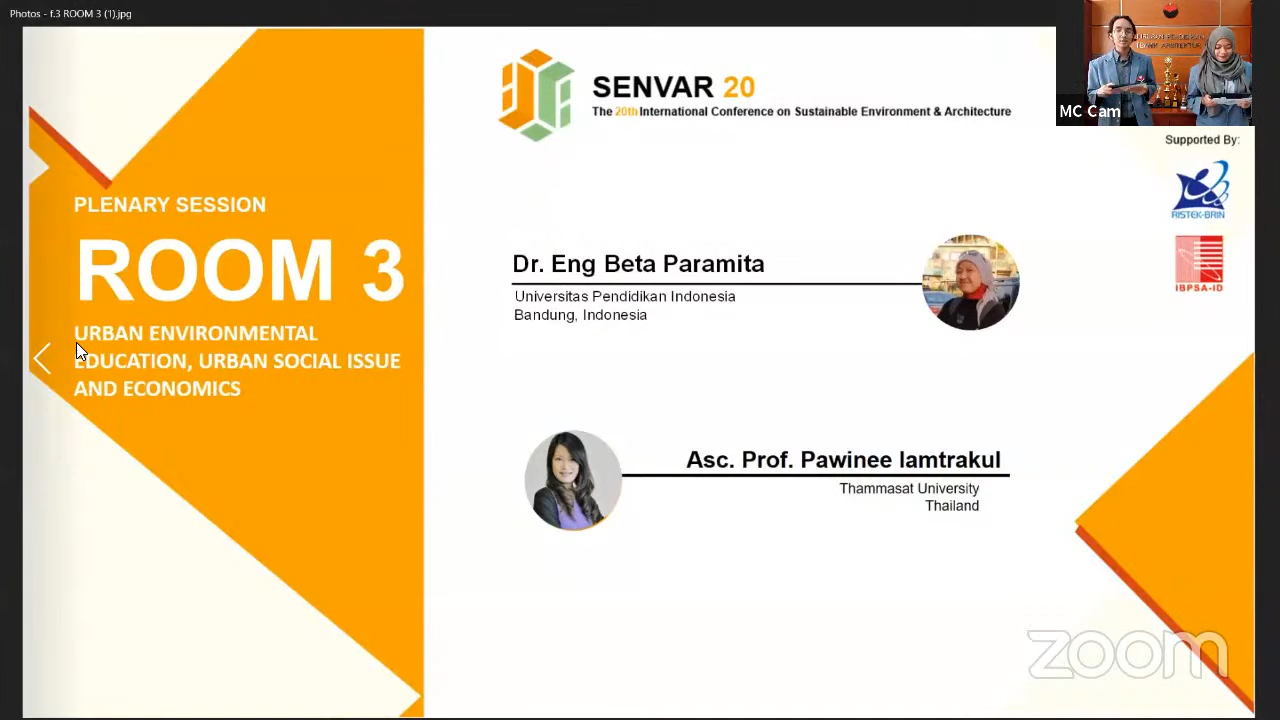 Photos - f.3 ROOM 3 (1).jpg
SENVAR 20
The 20th International Conference on Sustainable Environment & Architecture
MC Cam
Supported By:
RISTEK-BRIN
IBPSA-ID
PLENARY SESSION
ROOM 3
URBAN ENVIRONMENTAL
EDUCATION, URBAN SOCIAL ISSUE
AND ECONOMICS
Dr. Eng Beta Paramita
Universitas Pendidikan Indonesia
Bandung, Indonesia
Asc. Prof. Pawinee Iamtrakul
Thammasat University
Thailand
zoom